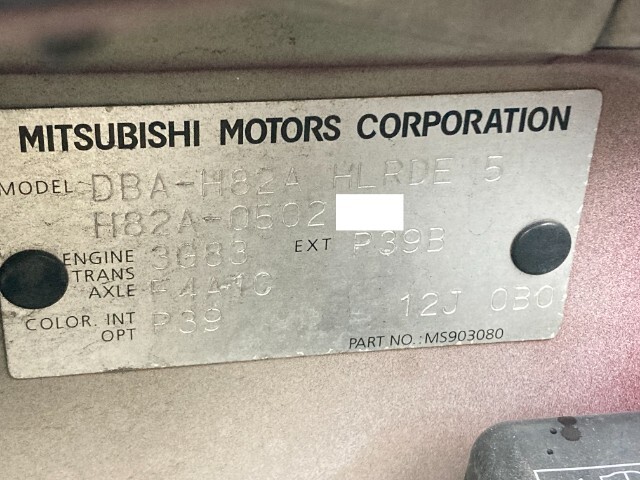 MITSUBISHI MOTORS CORPORATION
MODEL DBA-H82A HLRDE 5
H82A-0502
ENGINE 3G83 EXT P39B
TRANS AXLE F4A1C
COLOR. INT P39 12J 0B0
OPT PART NO.:MS903080